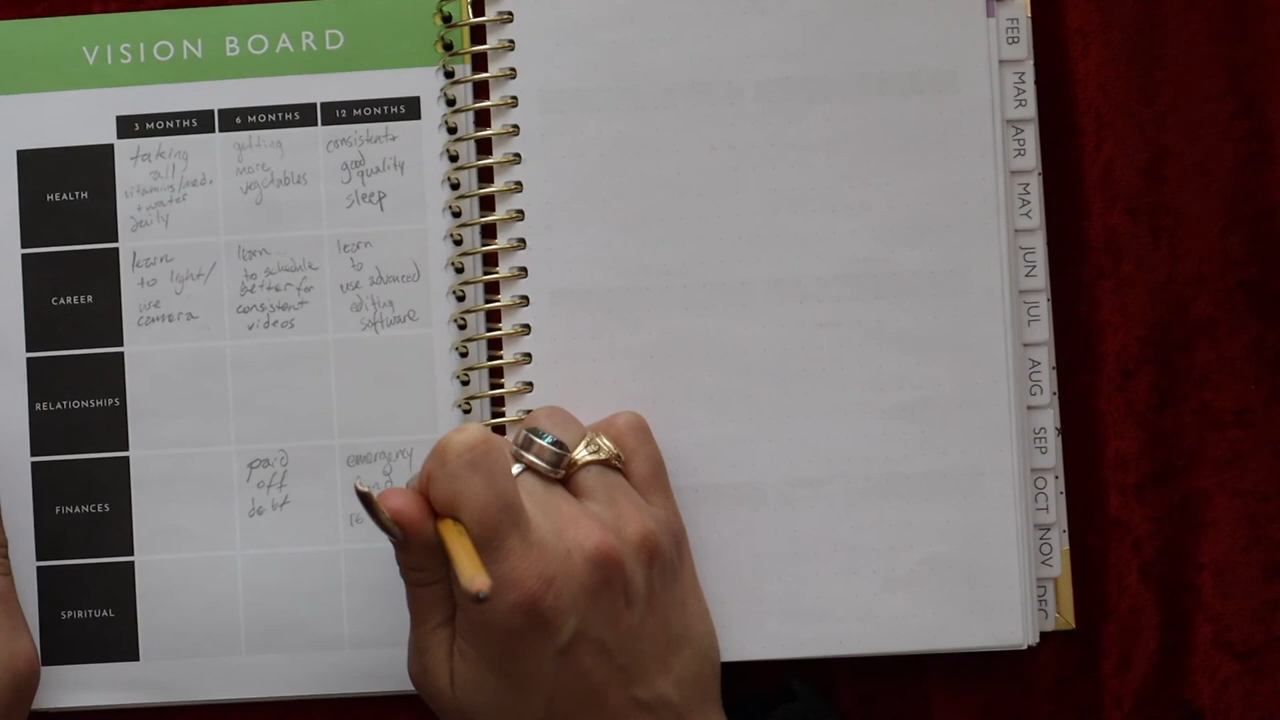 VISION BOARD
3 MONTHS 6 MONTHS 12 MONTHS
HEALTH
taking
all
vitamins/med.
+ water
daily
getting
more
vegetables
consistent
good
quality
sleep
CAREER
learn
to light/
use
camera
learn
to schedule
better for
consistent
videos
learn
to
use advanced
editing
software
RELATIONSHIPS
FINANCES
paid
off
debt
emergency
SPIRITUAL
FEB
MAR
APR
MAY
JUN
JUL
AUG
SEP
OCT
NOV
DEC